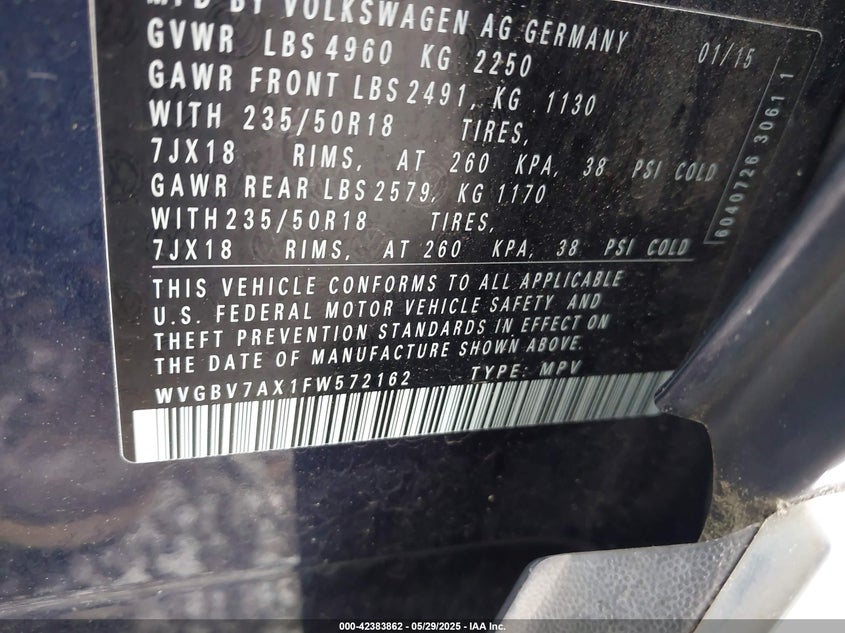 MFD BY VOLKSWAGEN AG GERMANY
GVWR LBS 4960 KG 2250 01/15
GAWR FRONT LBS 2491, KG 1130
WITH 235/50R18 TIRES,
7JX18 RIMS, AT 260 KPA, 38 PSI COLD
GAWR REAR LBS 2579, KG 1170
WITH 235/50R18 TIRES,
7JX18 RIMS, AT 260 KPA, 38 PSI COLD
6040726 3061 1
THIS VEHICLE CONFORMS TO ALL APPLICABLE
U.S. FEDERAL MOTOR VEHICLE SAFETY AND
THEFT PREVENTION STANDARDS IN EFFECT ON
THE DATE OF MANUFACTURE SHOWN ABOVE.
WVGBV7AX1FW572162 TYPE: MPV
000-42383862 - 05/29/2025 - IAA Inc.